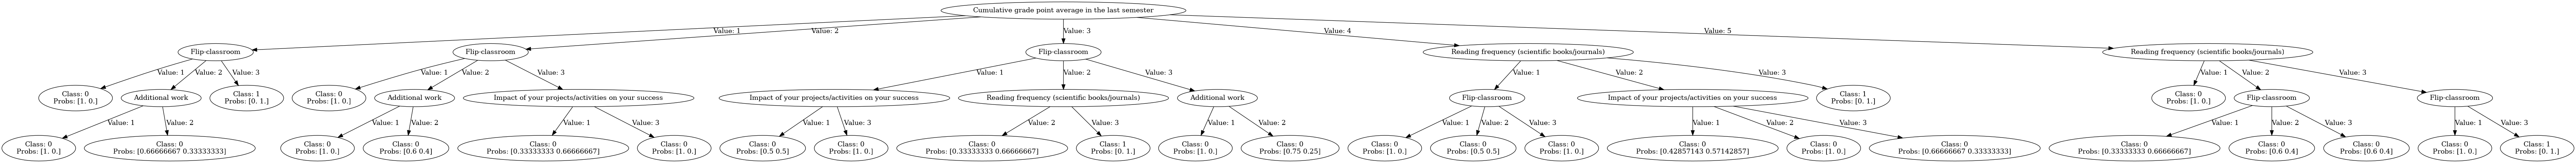 Cumulative grade point average in the last semester
Value: 1
Value: 2
Value: 3
Value: 4
Value: 5
Flip-classroom
Flip-classroom
Flip-classroom
Reading frequency (scientific books/journals)
Reading frequency (scientific books/journals)
Value: 1
Value: 2
Value: 3
Value: 1
Value: 2
Value: 3
Value: 1
Value: 2
Value: 3
Value: 1
Value: 2
Value: 3
Value: 1
Value: 2
Value: 3
Class: 0
Probs: [1. 0.]
Additional work
Class: 1
Probs: [0. 1.]
Class: 0
Probs: [1. 0.]
Additional work
Impact of your projects/activities on your success
Impact of your projects/activities on your success
Reading frequency (scientific books/journals)
Additional work
Flip-classroom
Impact of your projects/activities on your success
Class: 1
Probs: [0. 1.]
Class: 0
Probs: [1. 0.]
Flip-classroom
Flip-classroom
Value: 1
Value: 2
Value: 1
Value: 2
Value: 1
Value: 3
Value: 1
Value: 3
Value: 2
Value: 3
Value: 1
Value: 2
Value: 1
Value: 2
Value: 3
Value: 1
Value: 2
Value: 3
Value: 1
Value: 2
Value: 3
Value: 1
Value: 3
Class: 0
Probs: [1. 0.]
Class: 0
Probs: [0.66666667 0.33333333]
Class: 0
Probs: [1. 0.]
Class: 0
Probs: [0.6 0.4]
Class: 0
Probs: [0.33333333 0.66666667]
Class: 0
Probs: [1. 0.]
Class: 0
Probs: [0.5 0.5]
Class: 0
Probs: [1. 0.]
Class: 0
Probs: [0.33333333 0.66666667]
Class: 1
Probs: [0. 1.]
Class: 0
Probs: [1. 0.]
Class: 0
Probs: [0.75 0.25]
Class: 0
Probs: [1. 0.]
Class: 0
Probs: [0.5 0.5]
Class: 0
Probs: [1. 0.]
Class: 0
Probs: [0.42857143 0.57142857]
Class: 0
Probs: [1. 0.]
Class: 0
Probs: [0.66666667 0.33333333]
Class: 0
Probs: [0.33333333 0.66666667]
Class: 0
Probs: [0.6 0.4]
Class: 0
Probs: [0.6 0.4]
Class: 0
Probs: [1. 0.]
Class: 1
Probs: [0. 1.]